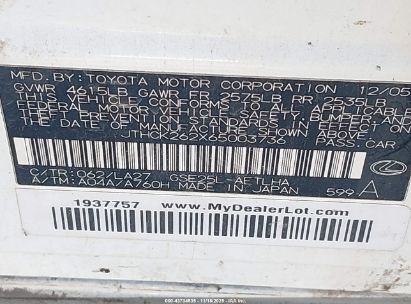 MFD. BY: TOYOTA MOTOR CORPORATION 12/05
GVWR 4615LB GAWR FR 2575LB RR 2535LB
THIS VEHICLE CONFORMS TO ALL APPLICABLE
FEDERAL MOTOR VEHICLE SAFETY, BUMPER, AND
THEFT PREVENTION STANDARDS IN EFFECT ON
THE DATE OF MANUFACTURE SHOWN ABOVE.
PASS. CAR
C/TR: 062/LA27 GSE25L-AETLHA
A/TM: A04A/A760H MADE IN JAPAN 599 A
1937757 MyDealerLot.com